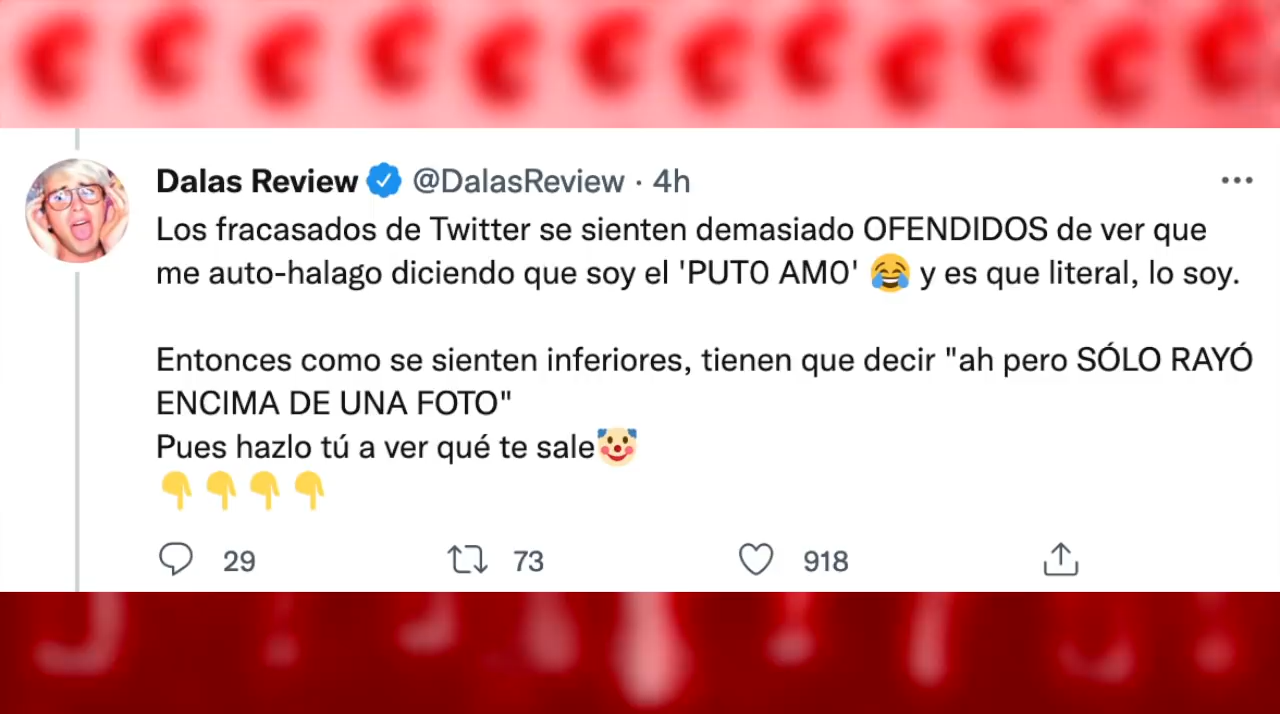 Dalas Review @DalasReview · 4h
Los fracasados de Twitter se sienten demasiado OFENDIDOS de ver que
me auto-halago diciendo que soy el 'PUT0 AM0' 😂 y es que literal, lo soy.
Entonces como se sienten inferiores, tienen que decir "ah pero SÓLO RAYÓ
ENCIMA DE UNA FOTO"
Pues hazlo tú a ver qué te sale🤡
👇👇👇👇
29 73 918